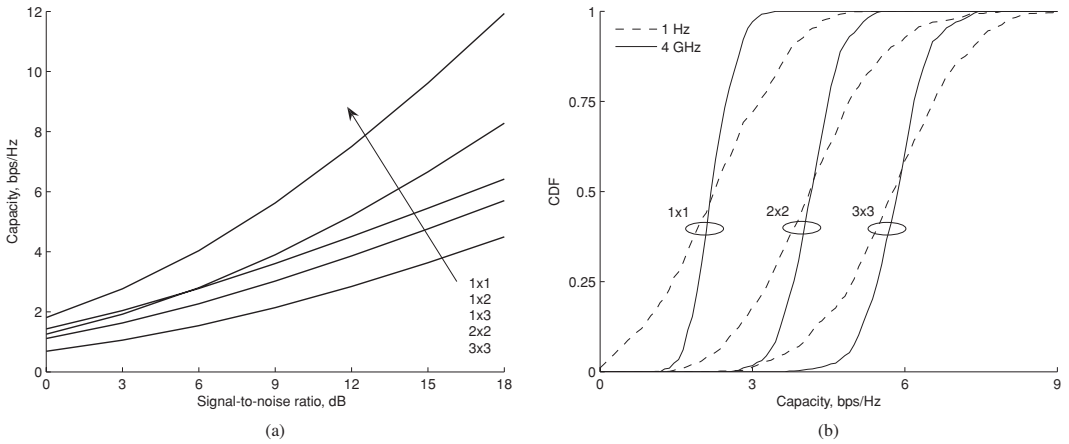 12
10
8
6
4
2
0
Capacity, bps/Hz
1x1
1x2
1x3
2x2
3x3
0 3 6 9 12 15 18
Signal-to-noise ratio, dB
(a)
1
0.75
0.5
0.25
0
CDF
1 Hz
4 GHz
1x1 2x2 3x3
0 3 6 9
Capacity, bps/Hz
(b)